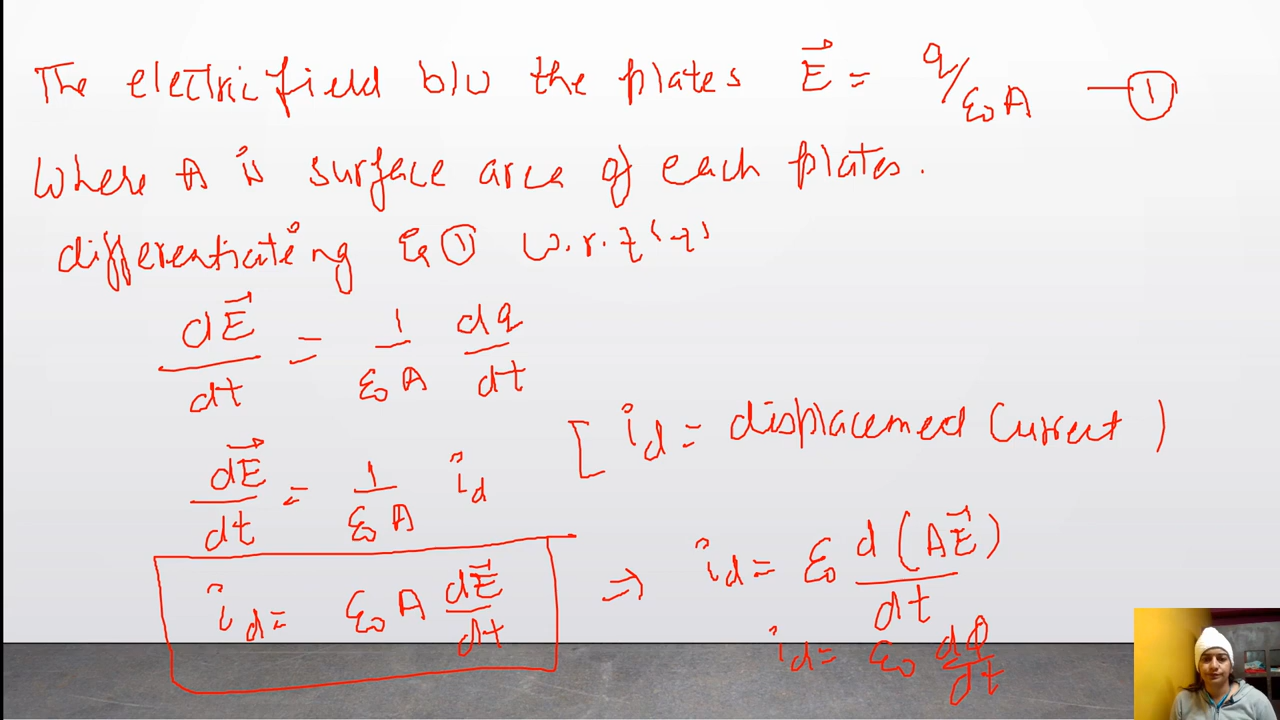 The electric field b/w the plates E⃗ = q/ε₀A —①
Where A is surface area of each plates.
differentiating Eq ① w.r.t 't'
dE⃗/dt = 1/ε₀A dq/dt
dE⃗/dt = 1/ε₀A i_d [ i_d = displacemed Current )
i_d = ε₀ A dE⃗/dt ⇒ i_d = ε₀ d(AE⃗)/dt
i_d = ε₀ dΦ/dt